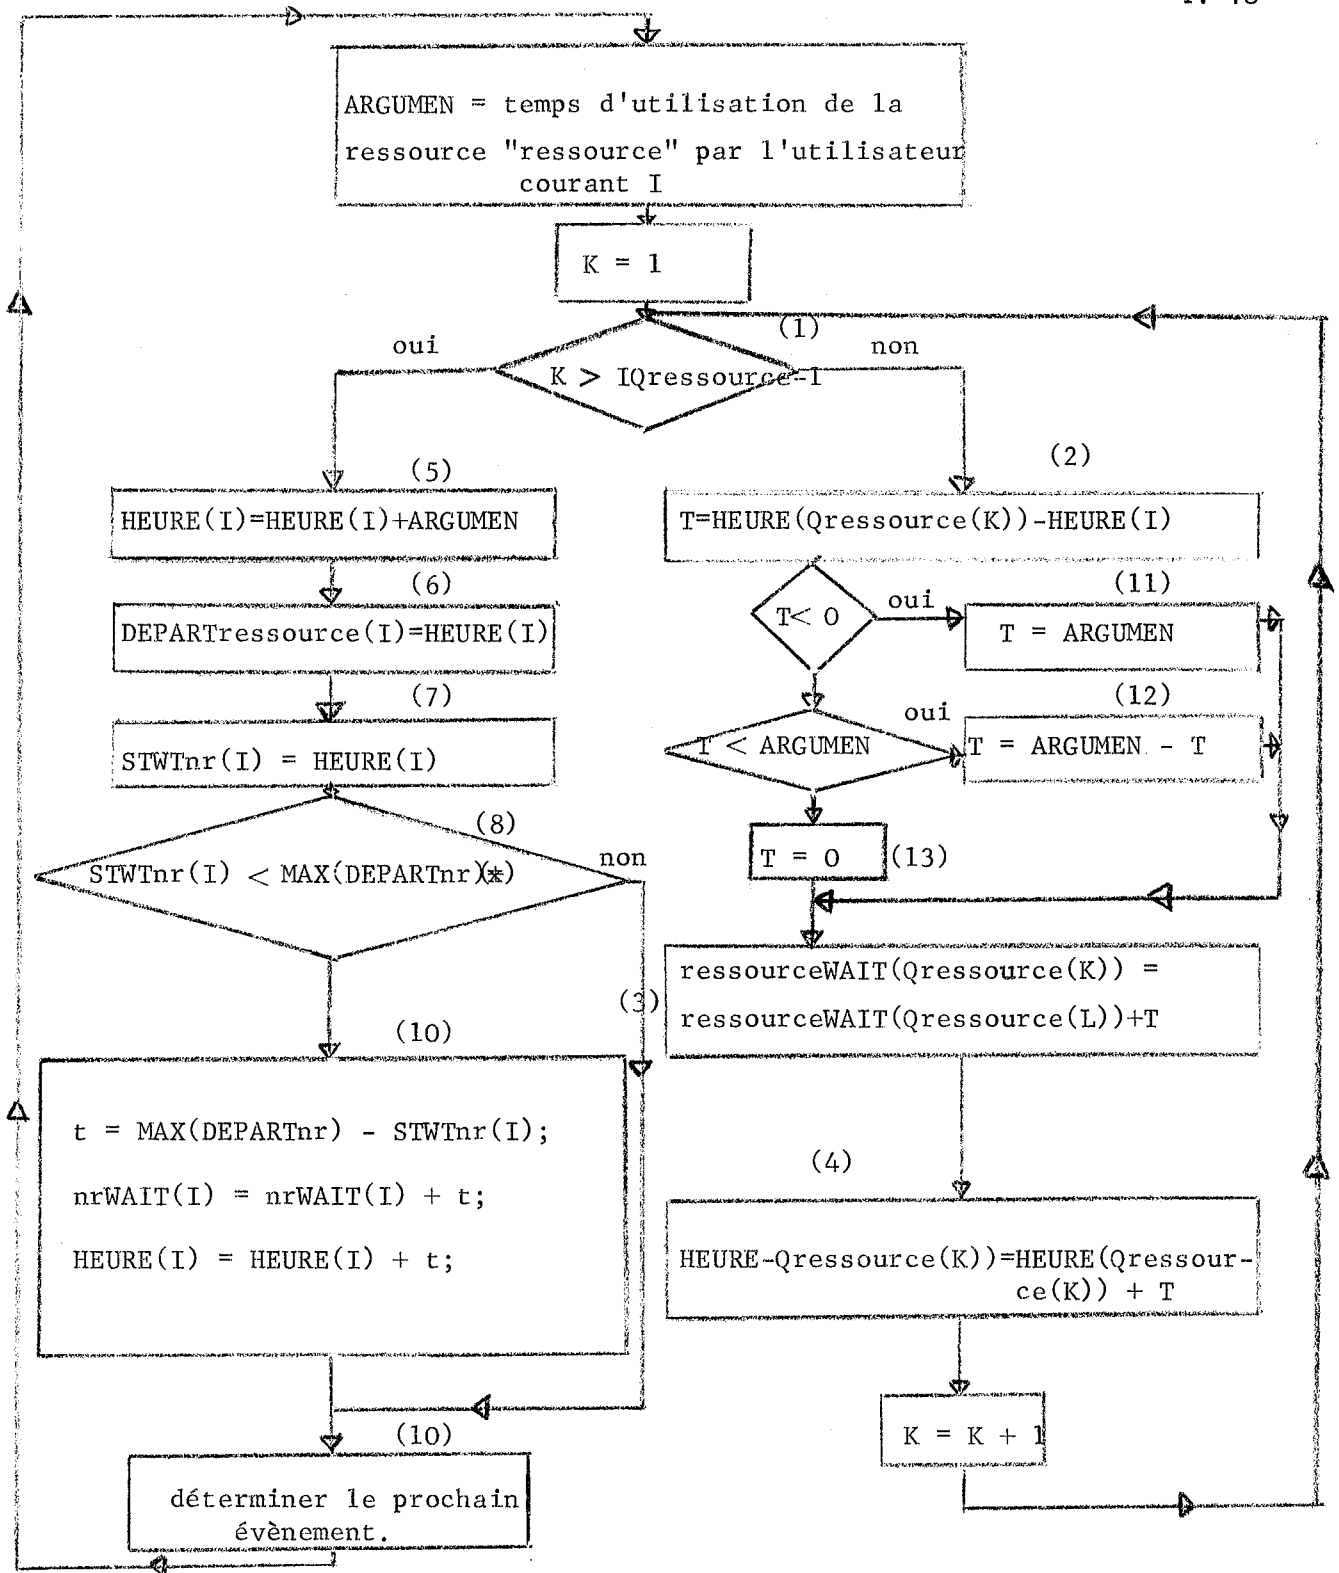 ARGUMEN = temps d'utilisation de la
ressource "ressource" par l'utilisateur
courant I
K = 1
(1)
oui
non
K > IQressource-1
(5)
HEURE(I)=HEURE(I)+ARGUMEN
(6)
DEPARTressource(I)=HEURE(I)
(7)
STWTnr(I) = HEURE(I)
(8)
STWTnr(I) < MAX(DEPARTnr)(*)
non
(10)
t = MAX(DEPARTnr) - STWTnr(I);
nrWAIT(I) = nrWAIT(I) + t;
HEURE(I) = HEURE(I) + t;
(10)
déterminer le prochain
évènement.
(2)
T=HEURE(Qressource(K))-HEURE(I)
T< 0
oui
(11)
T = ARGUMEN
T < ARGUMEN
oui
(12)
T = ARGUMEN - T
T = 0
(13)
(3)
ressourceWAIT(Qressource(K)) =
ressourceWAIT(Qressource(L))+T
(4)
HEURE-Qressource(K))=HEURE(Qressour-
ce(K)) + T
K = K + 1